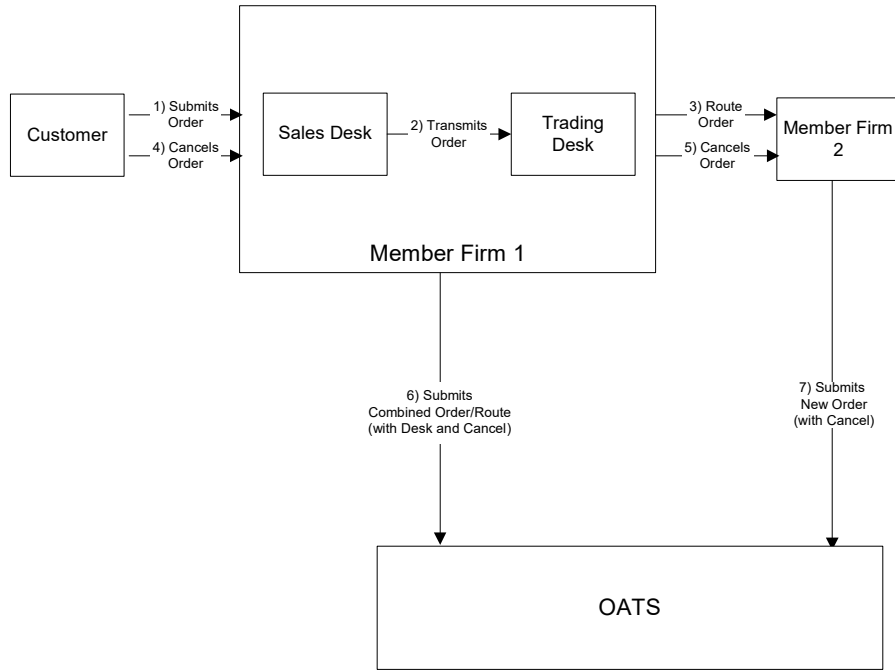 Customer
1) Submits
Order
4) Cancels
Order
Sales Desk
2) Transmits
Order
Trading
Desk
Member Firm 1
3) Route
Order
5) Cancels
Order
Member Firm
2
6) Submits
Combined Order/Route
(with Desk and Cancel)
7) Submits
New Order
(with Cancel)
OATS